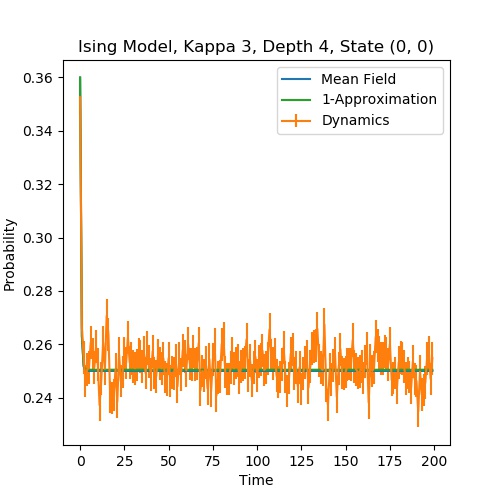 Ising Model, Kappa 3, Depth 4, State (0, 0)
Mean Field
1-Approximation
Dynamics
0.36
0.34
0.32
0.30
0.28
0.26
0.24
Probability
0
25
50
75
100
125
150
175
200
Time